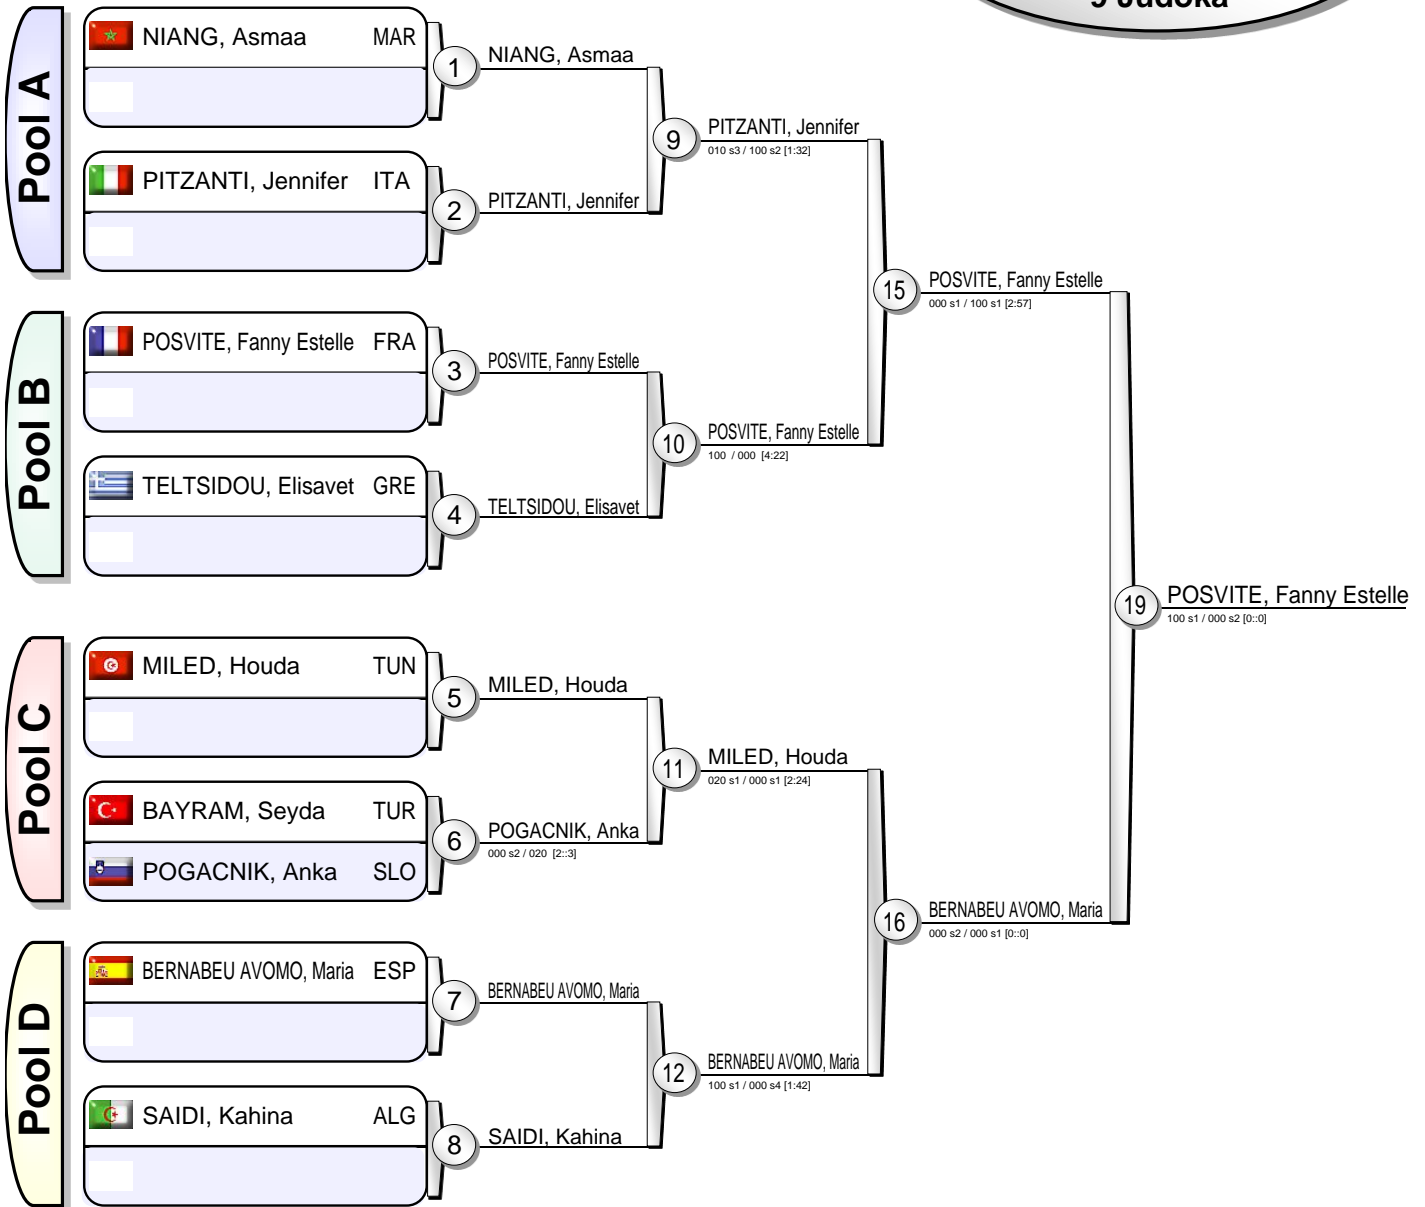 9 Judoka
Pool A
NIANG, Asmaa MAR
1
NIANG, Asmaa
PITZANTI, Jennifer ITA
2
PITZANTI, Jennifer
9
PITZANTI, Jennifer
010 s3 / 100 s2 [1:32]
Pool B
POSVITE, Fanny Estelle FRA
3
POSVITE, Fanny Estelle
TELTSIDOU, Elisavet GRE
4
TELTSIDOU, Elisavet
10
POSVITE, Fanny Estelle
100 / 000 [4:22]
15
POSVITE, Fanny Estelle
000 s1 / 100 s1 [2:57]
Pool C
MILED, Houda TUN
5
MILED, Houda
BAYRAM, Seyda TUR
POGACNIK, Anka SLO
6
POGACNIK, Anka
000 s2 / 020 [2::3]
11
MILED, Houda
020 s1 / 000 s1 [2:24]
Pool D
BERNABEU AVOMO, Maria ESP
7
BERNABEU AVOMO, Maria
SAIDI, Kahina ALG
8
SAIDI, Kahina
12
BERNABEU AVOMO, Maria
100 s1 / 000 s4 [1:42]
16
BERNABEU AVOMO, Maria
000 s2 / 000 s1 [0::0]
19
POSVITE, Fanny Estelle
100 s1 / 000 s2 [0::0]